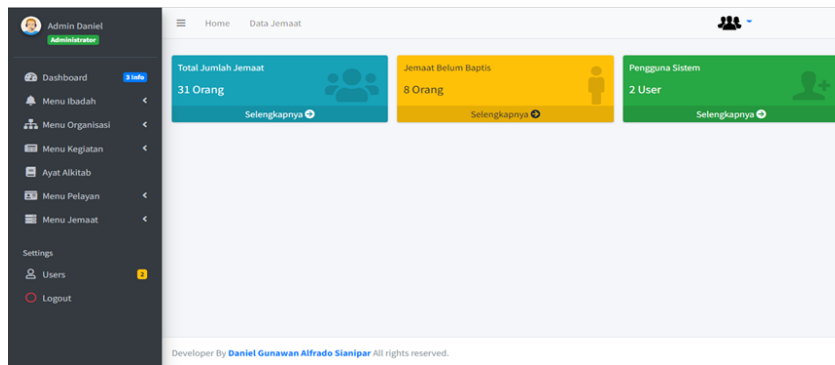 Admin Daniel
Administrator
Dashboard
3 Info
Menu Ibadah
Menu Organisasi
Menu Kegiatan
Ayat Alkitab
Menu Pelayan
Menu Jemaat
Settings
Users
2
Logout
Home Data Jemaat
Total Jumlah Jemaat
31 Orang
Selengkapnya
Jemaat Belum Baptis
8 Orang
Selengkapnya
Pengguna Sistem
2 User
Selengkapnya
Developer By Daniel Gunawan Alfrado Sianipar All rights reserved.